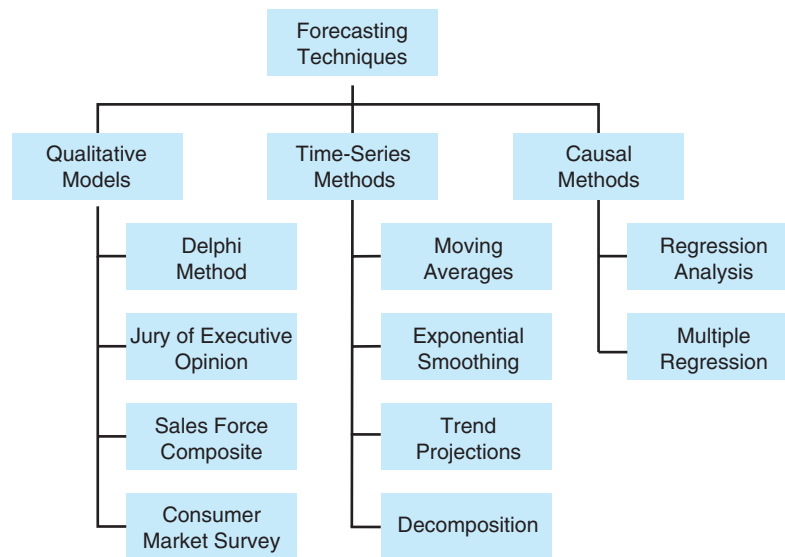 Forecasting
Techniques
Qualitative
Models
Time-Series
Methods
Causal
Methods
Delphi
Method
Moving
Averages
Regression
Analysis
Jury of Executive
Opinion
Exponential
Smoothing
Multiple
Regression
Sales Force
Composite
Trend
Projections
Consumer
Market Survey
Decomposition